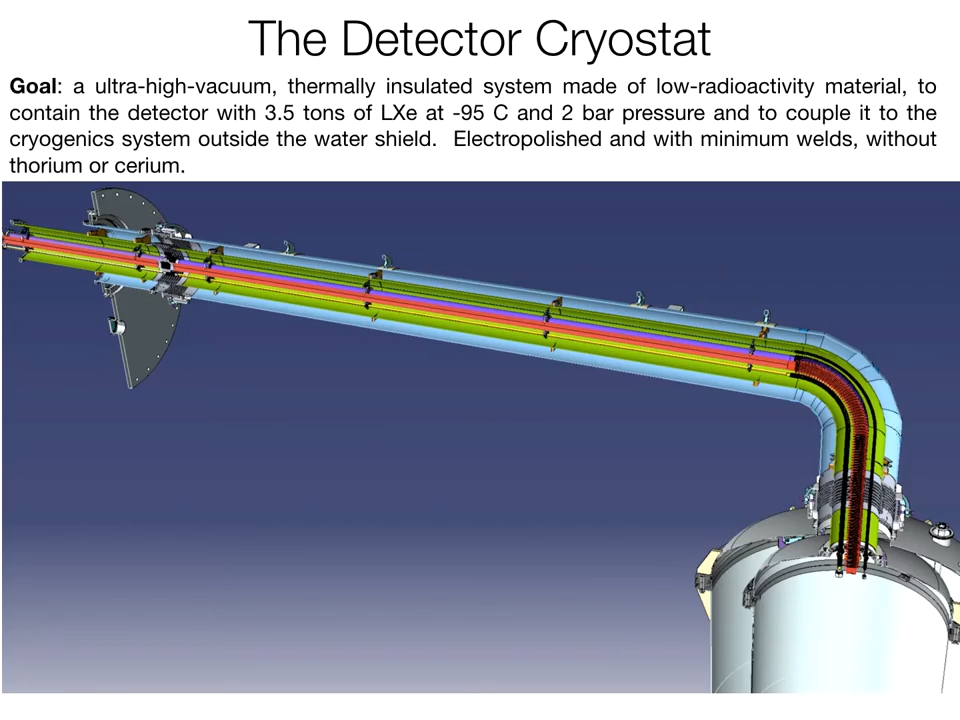 The Detector Cryostat
Goal: a ultra-high-vacuum, thermally insulated system made of low-radioactivity material, to
contain the detector with 3.5 tons of LXe at -95 C and 2 bar pressure and to couple it to the
cryogenics system outside the water shield. Electropolished and with minimum welds, without
thorium or cerium.